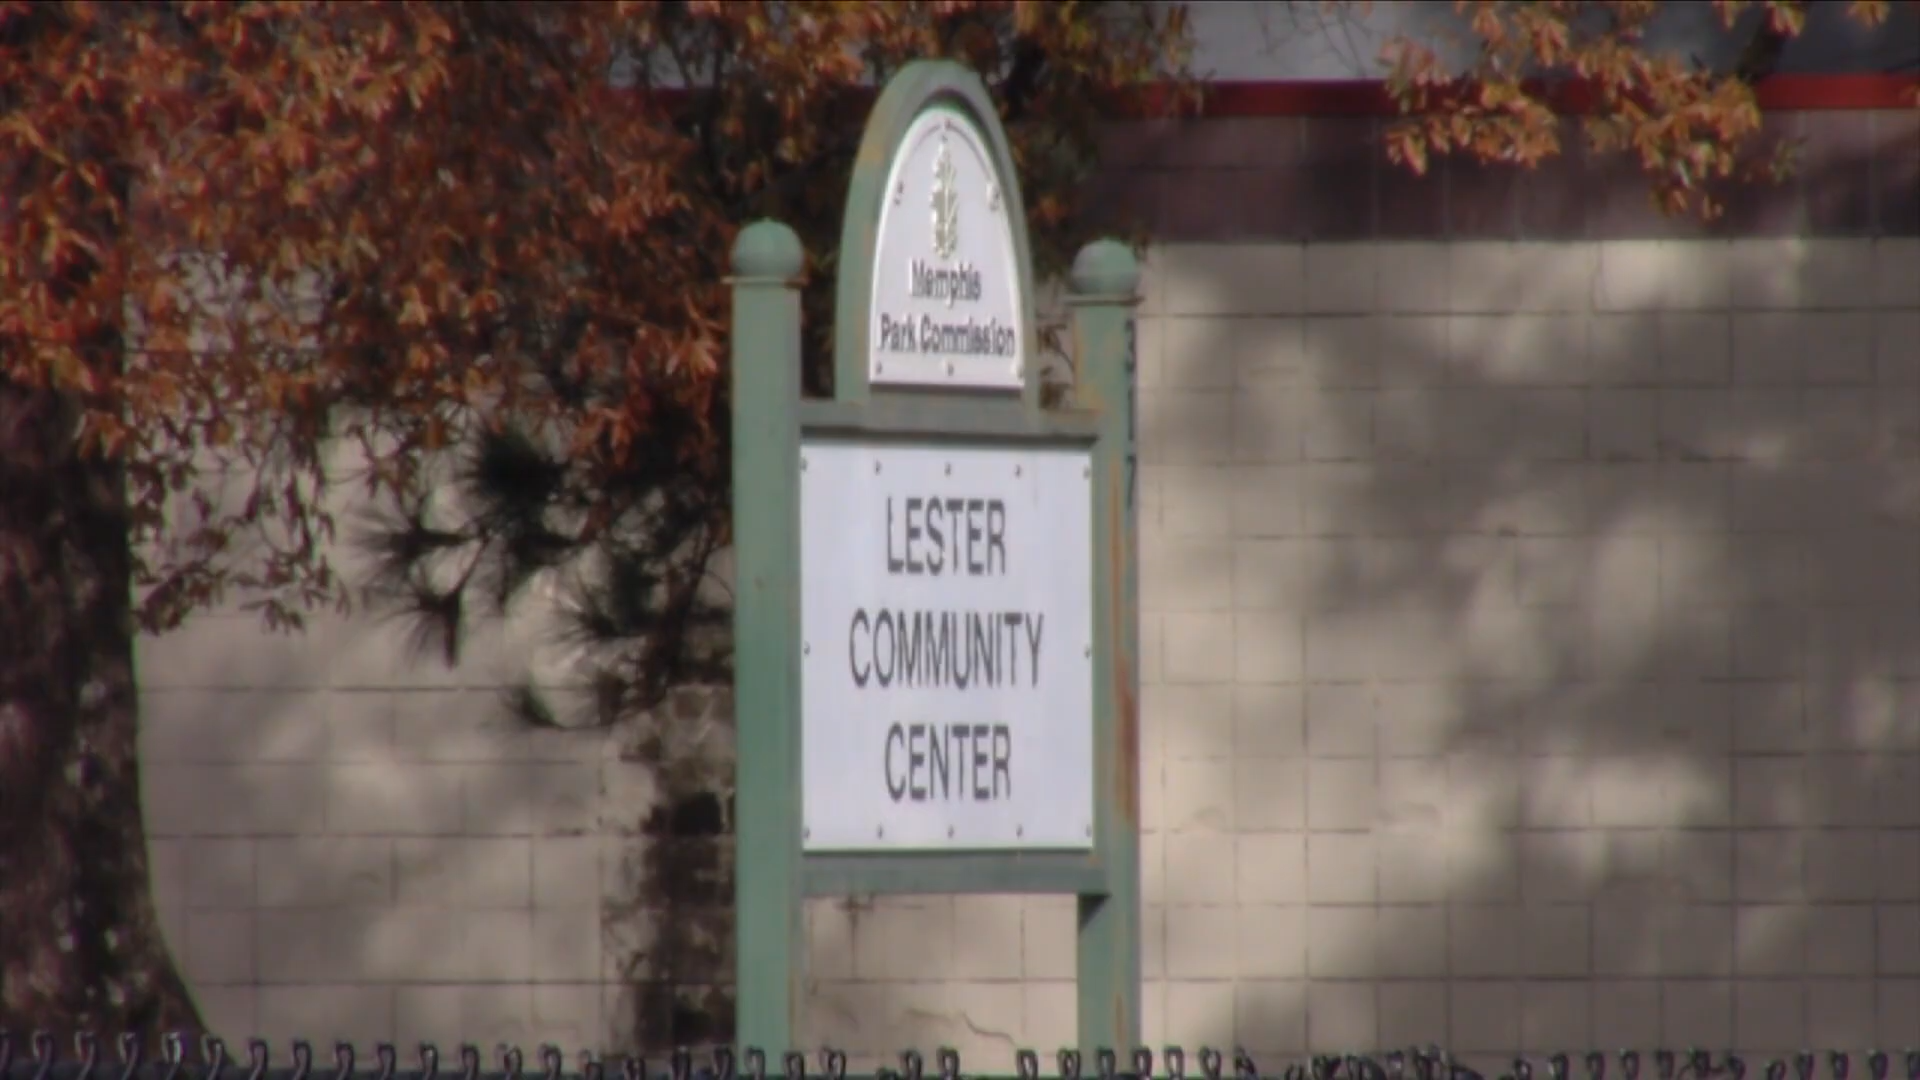 Memphis
Park Commission
LESTER
COMMUNITY
CENTER